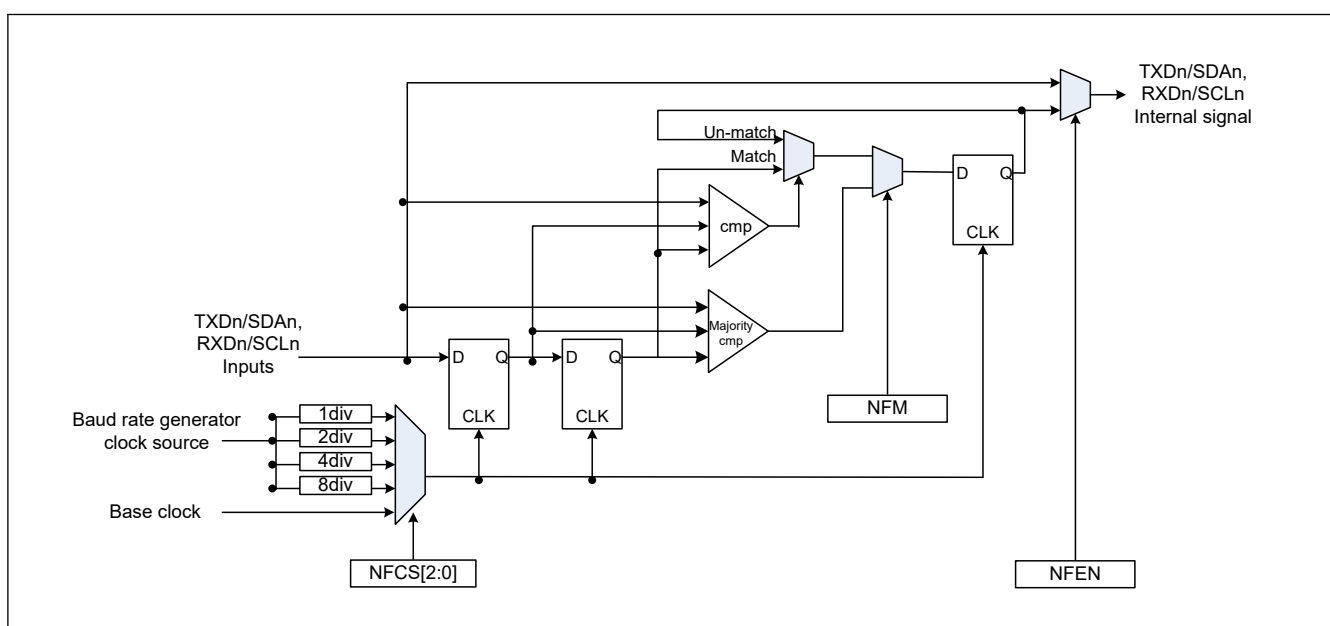 TXDn/SDAn,
RXDn/SCLn
Internal signal
Un-match
Match
D
Q
CLK
cmp
Majority
cmp
TXDn/SDAn,
RXDn/SCLn
Inputs
D
Q
CLK
D
Q
CLK
NFM
Baud rate generator
clock source
1div
2div
4div
8div
Base clock
NFCS[2:0]
NFEN